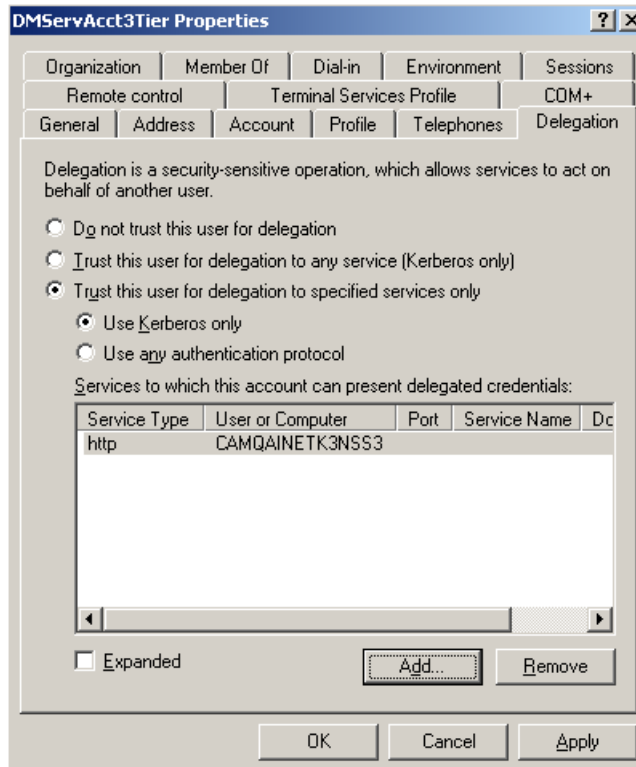 DMServAcct3Tier Properties
Organization Member Of Dial-in Environment Sessions
Remote control Terminal Services Profile COM+
General Address Account Profile Telephones Delegation
Delegation is a security-sensitive operation, which allows services to act on
behalf of another user.
Do not trust this user for delegation
Trust this user for delegation to any service (Kerberos only)
Trust this user for delegation to specified services only
Use Kerberos only
Use any authentication protocol
Services to which this account can present delegated credentials:
Service Type User or Computer Port Service Name Dc
http CAMQAINETK3NSS3
Expanded Add... Remove
OK Cancel Apply